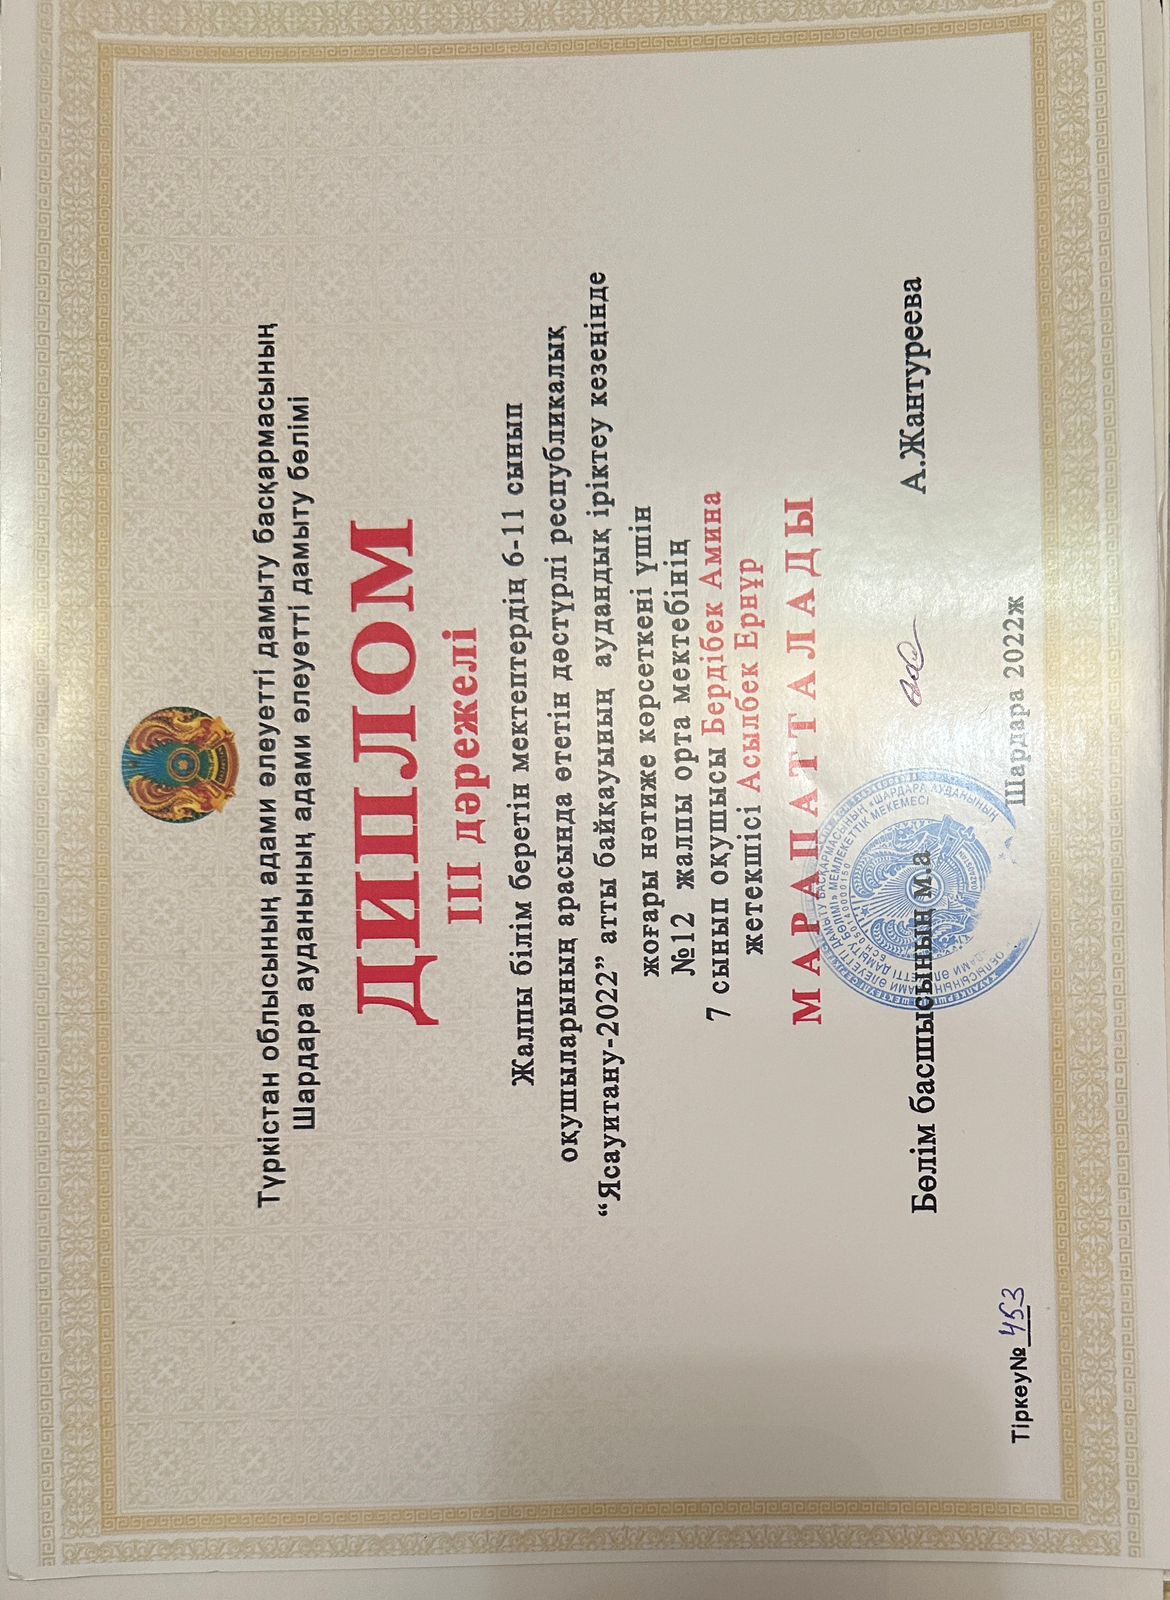 Түркістан облысының адами әлеуетті дамыту басқармасының
Шардара ауданының адами әлеуетті дамыту бөлімі
ДИПЛОМ
III дәрежелі
Жалпы білім беретін мектептердің 6-11 сынып
оқушыларының арасында өтетін дәстүрлі республикалық
“Ясауитану-2022” атты байқауының аудандық іріктеу кезеңінде
жоғары нәтиже көрсеткені үшін
№12 жалпы орта мектебінің
7 сынып оқушысы Бердібек Амина
жетекшісі Асылбек Ернұр
МАРАПАТТАЛАДЫ
Бөлім басшысының м.а А.Жантуреева
Тіркеу№ 453
Шардара 2022ж